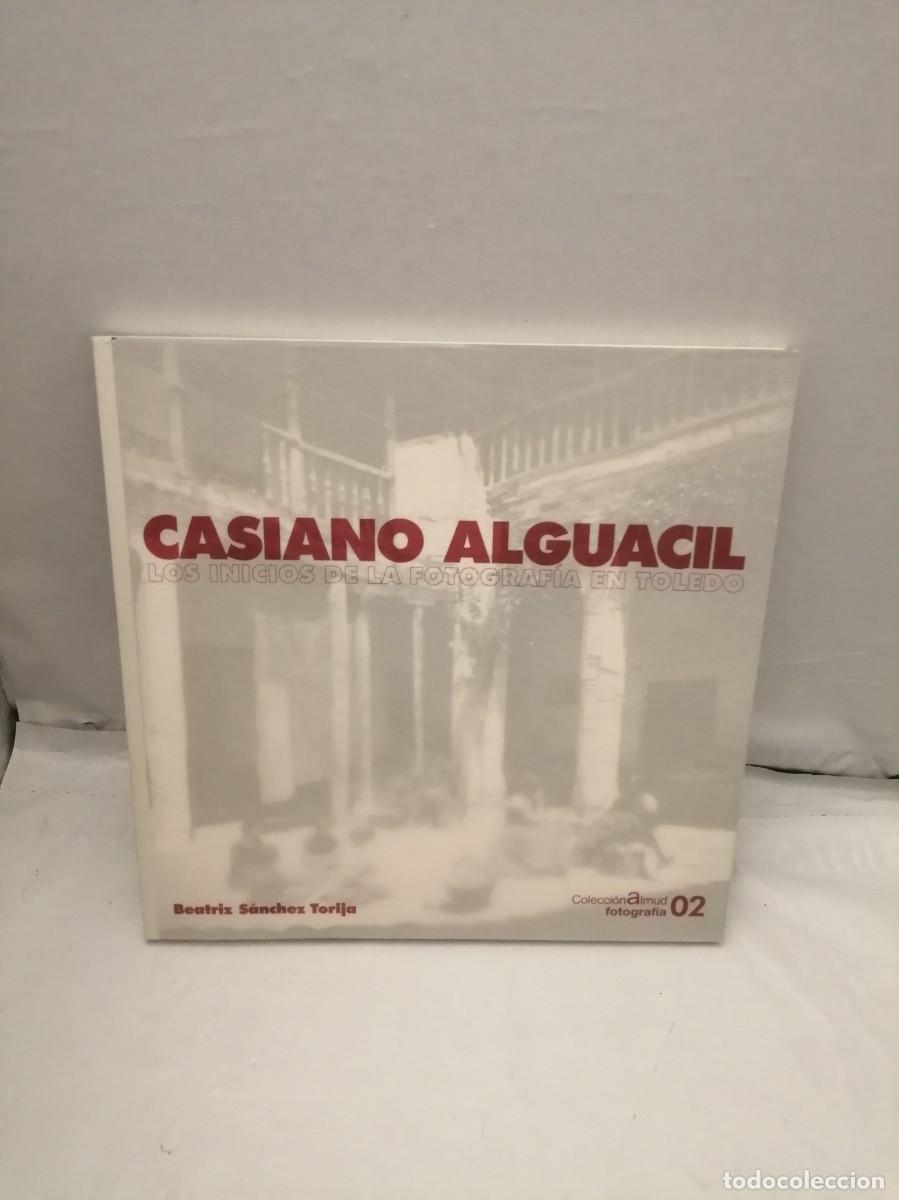 CASIANO ALGUACIL
LOS INICIOS DE LA FOTOGRAFÍA EN TOLEDO
Beatriz Sánchez Torija
Colección almud
fotografía 02
todocoleccion